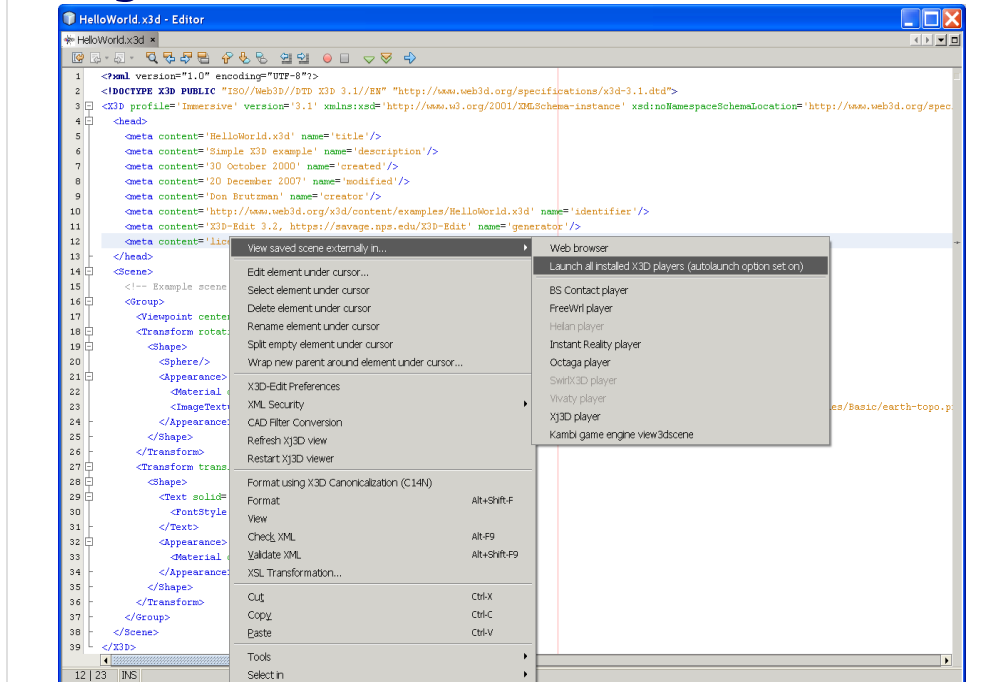 HelloWorld.x3d - Editor
HelloWorld.x3d
1 <?xml version="1.0" encoding="UTF-8"?>
2 <!DOCTYPE X3D PUBLIC "ISO//Web3D//DTD X3D 3.1//EN" "http://www.web3d.org/specifications/x3d-3.1.dtd">
3 <X3D profile='Immersive' version='3.1' xmlns:xsd='http://www.w3.org/2001/XMLSchema-instance' xsd:noNamespaceSchemaLocation='http://www.web3d.org/spec
4 <head>
5 <meta content='HelloWorld.x3d' name='title'/>
6 <meta content='Simple X3D example' name='description'/>
7 <meta content='30 October 2000' name='created'/>
8 <meta content='20 December 2007' name='modified'/>
9 <meta content='Don Brutzman' name='creator'/>
10 <meta content='http://www.web3d.org/x3d/content/examples/HelloWorld.x3d' name='identifier'/>
11 <meta content='X3D-Edit 3.2, https://savage.nps.edu/X3D-Edit' name='generator'/>
12 <meta content='lice
13 </head>
14 <Scene>
15 <!-- Example scene
16 <Group>
17 <Viewpoint center
18 <Transform rotat
19 <Shape>
20 <Sphere/>
21 <Appearance>
22 <Material
23 <ImageText es/Basic/earth-topo.p
24 </Appearance
25 </Shape>
26 </Transform>
27 <Transform trans
28 <Shape>
29 <Text solid=
30 <FontStyle
31 </Text>
32 <Appearance>
33 <Material
34 </Appearance
35 </Shape>
36 </Transform>
37 </Group>
38 </Scene>
39 </X3D>
View saved scene externally in...
Edit element under cursor...
Select element under cursor
Delete element under cursor
Rename element under cursor
Split empty element under cursor
Wrap new parent around element under cursor...
X3D-Edit Preferences
XML Security
CAD Filter Conversion
Refresh Xj3D view
Restart Xj3D viewer
Format using X3D Canonicalization (C14N)
Format Alt+Shift-F
View
Check XML Alt-F9
Validate XML Alt+Shift-F9
XSL Transformation...
Cut Ctrl-X
Copy Ctrl-C
Paste Ctrl-V
Tools
Select in
Web browser
Launch all installed X3D players (autolaunch option set on)
BS Contact player
FreeWrl player
Heilan player
Instant Reality player
Octaga player
SwirlX3D player
Vivaty player
Xj3D player
Kambi game engine view3dscene
12 | 23 INS